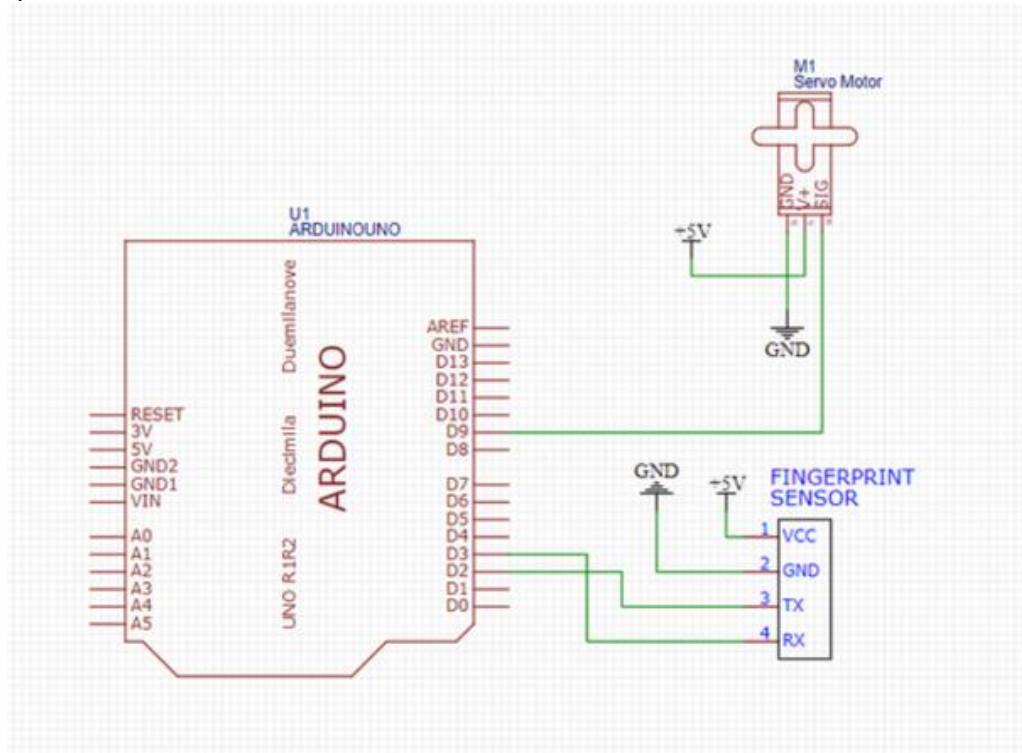 M1
Servo Motor
GND
V+
SIG
+5V
GND
U1
ARDUINOUNO
Duemilanove
Diecimila
UNO R1R2
ARDUINO
RESET
3V
5V
GND2
GND1
VIN
A0
A1
A2
A3
A4
A5
AREF
GND
D13
D12
D11
D10
D9
D8
D7
D6
D5
D4
D3
D2
D1
D0
GND
+5V
FINGERPRINT
SENSOR
1 VCC
2 GND
3 TX
4 RX